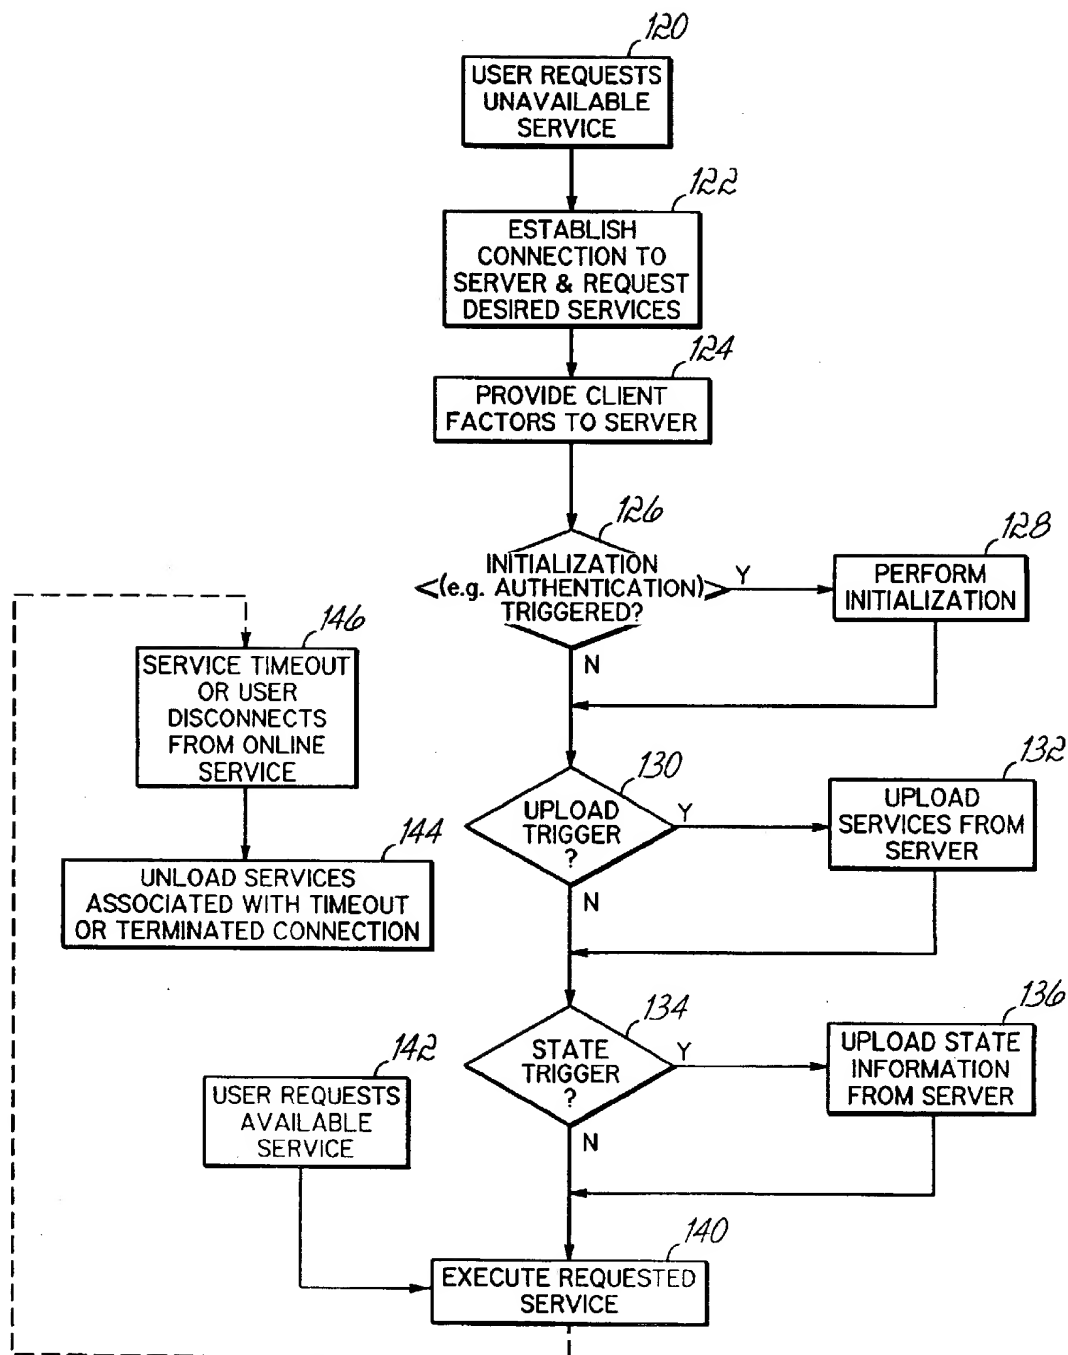 120
USER REQUESTS
UNAVAILABLE
SERVICE
122
ESTABLISH
CONNECTION TO
SERVER & REQUEST
DESIRED SERVICES
124
PROVIDE CLIENT
FACTORS TO SERVER
126
INITIALIZATION
(e.g. AUTHENTICATION)
TRIGGERED?
Y
N
128
PERFORM
INITIALIZATION
146
SERVICE TIMEOUT
OR USER
DISCONNECTS
FROM ONLINE
SERVICE
130
UPLOAD
TRIGGER
?
Y
N
132
UPLOAD
SERVICES FROM
SERVER
144
UNLOAD SERVICES
ASSOCIATED WITH TIMEOUT
OR TERMINATED CONNECTION
134
STATE
TRIGGER
?
Y
N
136
UPLOAD STATE
INFORMATION
FROM SERVER
142
USER REQUESTS
AVAILABLE
SERVICE
140
EXECUTE REQUESTED
SERVICE